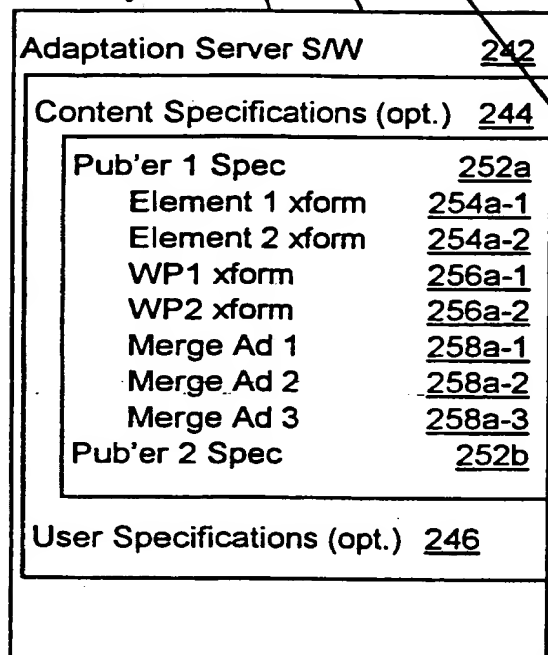 Adaptation Server S/W 242
Content Specifications (opt.) 244
Pub'er 1 Spec 252a
Element 1 xform 254a-1
Element 2 xform 254a-2
WP1 xform 256a-1
WP2 xform 256a-2
Merge Ad 1 258a-1
Merge Ad 2 258a-2
Merge Ad 3 258a-3
Pub'er 2 Spec 252b
User Specifications (opt.) 246